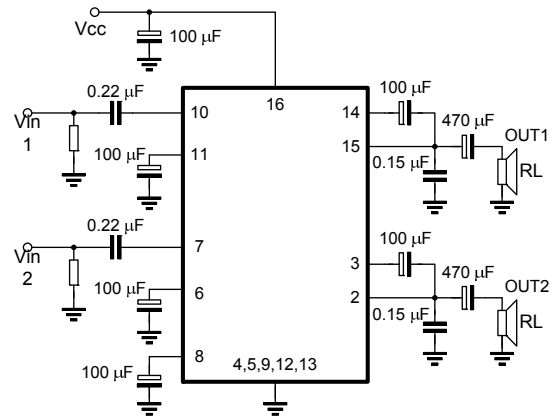 Vcc
100 µF
0.22 µF
100 µF
16
14
470 µF
Vin
1
10
OUT1
15
11
100 µF
0.15 µF
RL
0.22 µF
7
100 µF
Vin
2
3
470 µF
OUT2
6
2
100 µF
0.15 µF
RL
8
100 µF
4,5,9,12,13